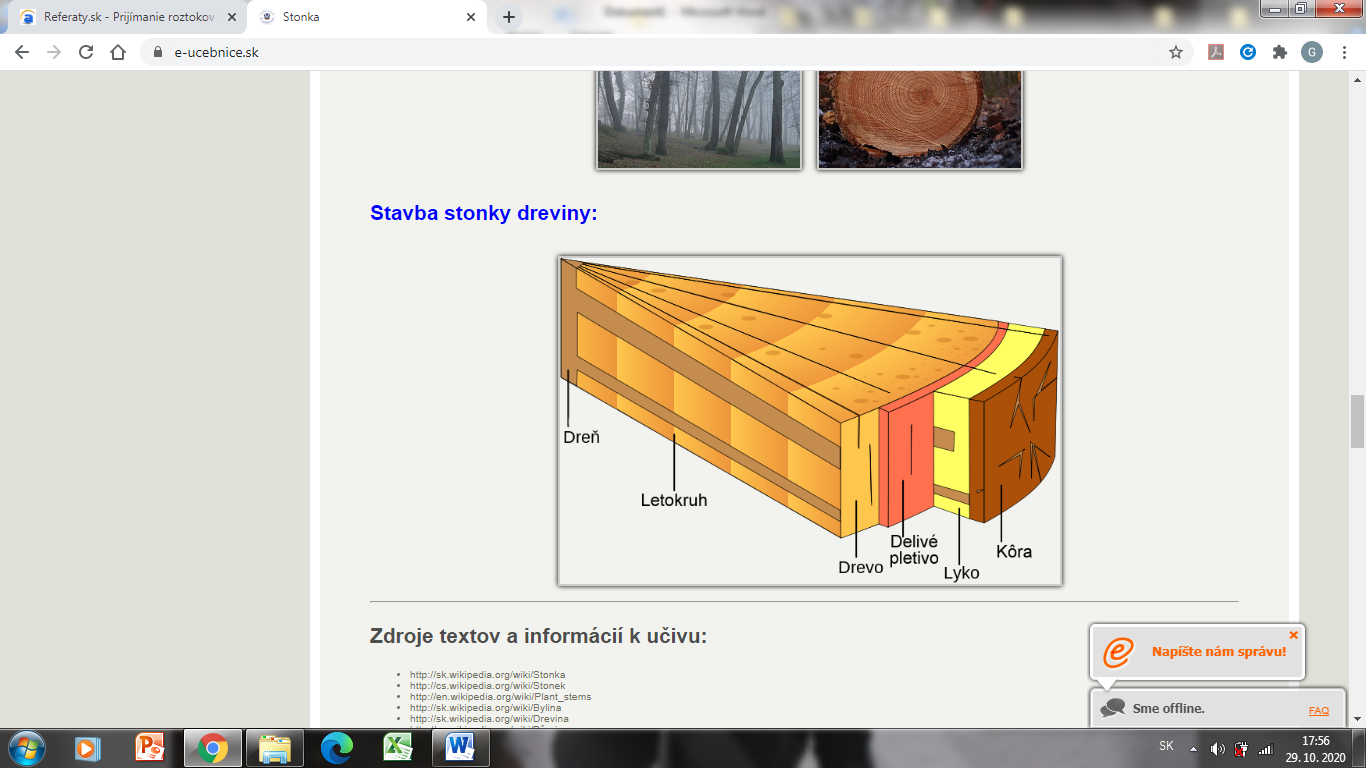 Referaty.sk - Prijímanie roztokov
Stonka
Dokument1 - Microsoft Word
e-ucebnice.sk
G
Stavba stonky dreviny:
Dreň
Letokruh
Drevo
Delivé
pletivo
Lyko
Kôra
Zdroje textov a informácií k učivu:
http://sk.wikipedia.org/wiki/Stonka
http://cs.wikipedia.org/wiki/Stonek
http://en.wikipedia.org/wiki/Plant_stems
http://sk.wikipedia.org/wiki/Bylina
http://sk.wikipedia.org/wiki/Drevina
Napíšte nám správu!
Sme offline.
FAQ
SK
17:56
29. 10. 2020